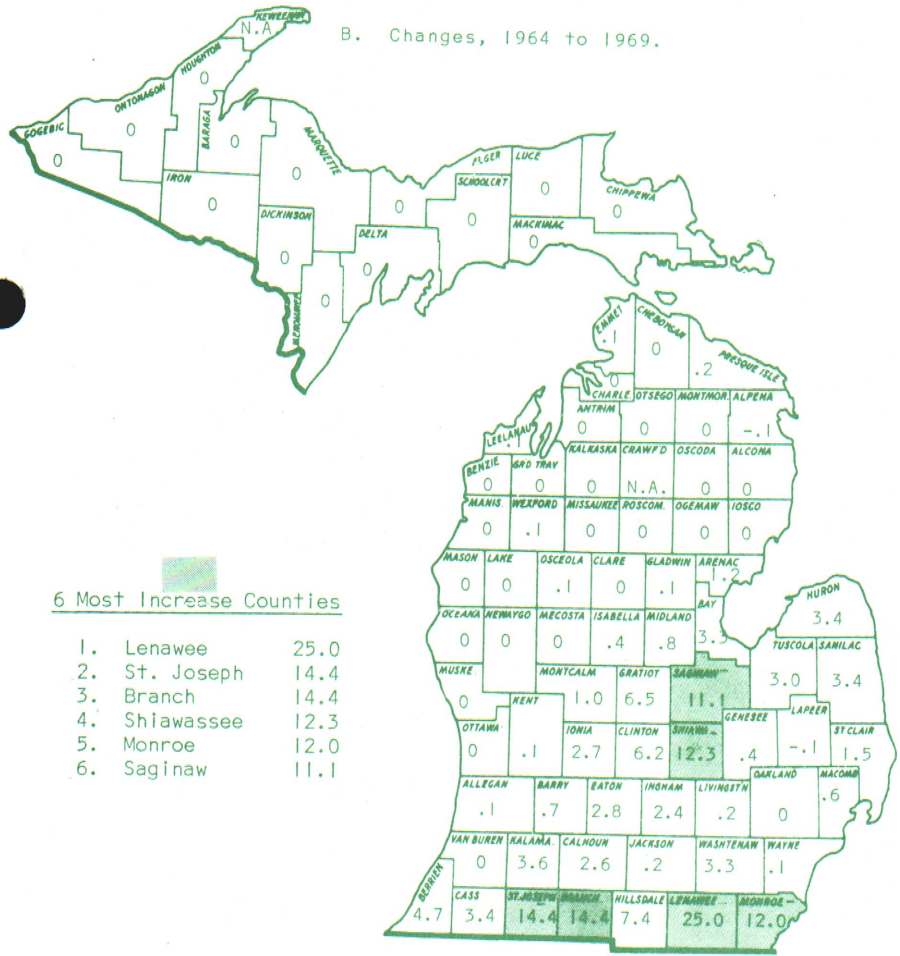 B. Changes, 1964 to 1969.
KEWEENAW
N.A.
HOUGHTON
0
ONTONAGON
0
GOGEBIC
0
BARAGA
0
MARQUETTE
0
IRON
0
DICKINSON
0
MENOMINEE
0
DELTA
0
ALGER
0
SCHOOLCRT
0
LUCE
0
MACKINAC
0
CHIPPEWA
0
EMMET
.1
CHEBOYGAN
0
PRESQUE ISLE
.2
CHARLE
0
ANTRIM
0
OTSEGO
0
MONTMOR.
0
ALPENA
-.1
LEELANAU
.1
BENZIE
0
GRD TRAV
0
KALKASKA
0
CRAWF'D
N.A.
OSCODA
0
ALCONA
0
MANIS.
0
WEXFORD
.1
MISSAUKEE
0
ROSCOM.
0
OGEMAW
0
IOSCO
0
MASON
0
LAKE
0
OSCEOLA
.1
CLARE
0
GLADWIN
.1
ARENAC
1.2
OCEANA
0
NEWAYGO
0
MECOSTA
0
ISABELLA
.4
MIDLAND
.8
BAY
3.3
HURON
3.4
TUSCOLA
3.0
SANILAC
3.4
MUSKE
0
MONTCALM
1.0
GRATIOT
6.5
SAGINAW
11.1
OTTAWA
0
KENT
.1
IONIA
2.7
CLINTON
6.2
SHIAWA
12.3
GENESEE
.4
LAPEER
-.1
ST CLAIR
1.5
ALLEGAN
.1
BARRY
.7
EATON
2.8
INGHAM
2.4
LIVINGST'N
.2
OAKLAND
0
MACOMB
.6
VAN BUREN
0
KALAMA.
3.6
CALHOUN
2.6
JACKSON
.2
WASHTENAW
3.3
WAYNE
.1
BERRIEN
4.7
CASS
3.4
ST. JOSEPH
14.4
BRANCH
14.4
HILLSDALE
7.4
LENAWEE
25.0
MONROE
12.0
6 Most Increase Counties
1. Lenawee 25.0
2. St. Joseph 14.4
3. Branch 14.4
4. Shiawassee 12.3
5. Monroe 12.0
6. Saginaw 11.1